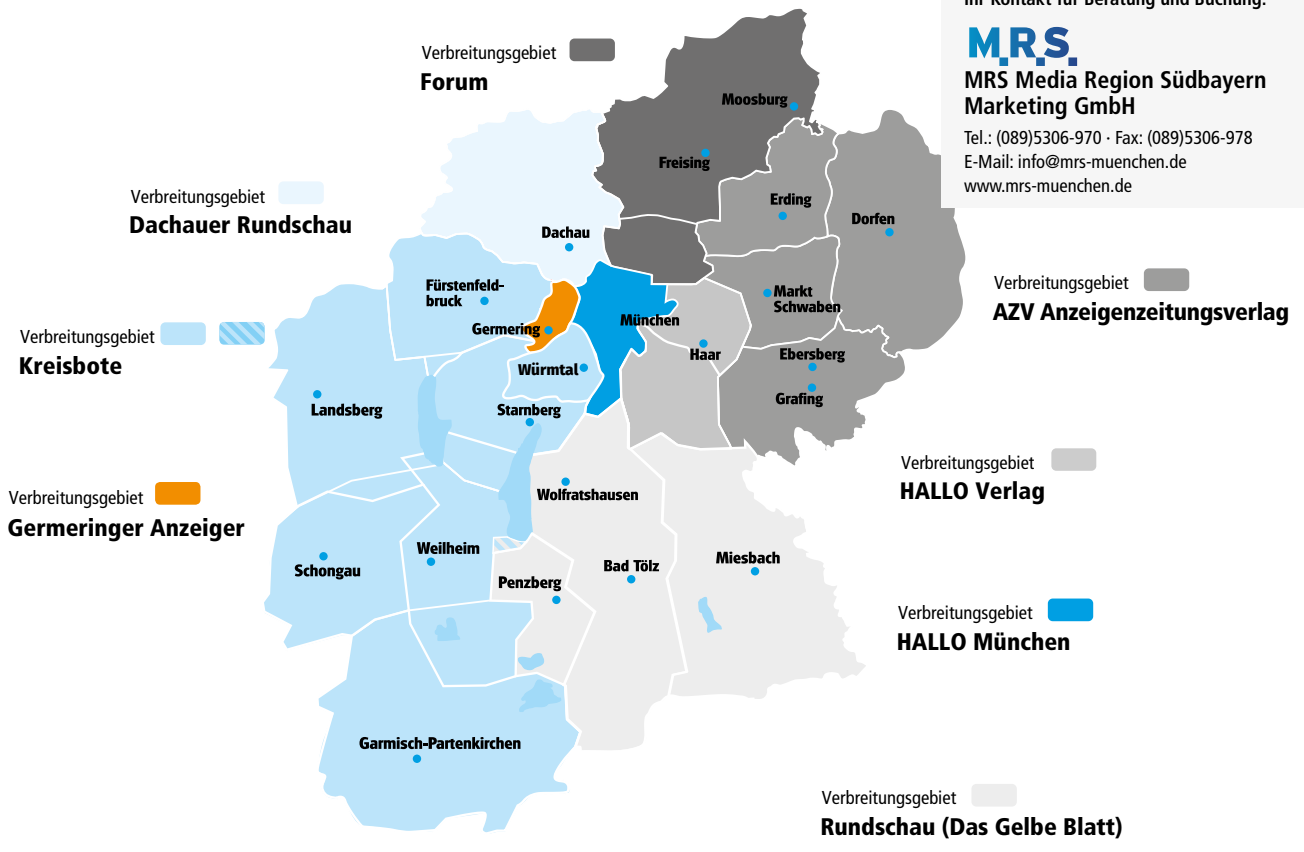 Ihr Kontakt für Beratung und Buchung:
M.R.S.
MRS Media Region Südbayern
Marketing GmbH
Tel.: (089)5306-970 · Fax: (089)5306-978
E-Mail: info@mrs-muenchen.de
www.mrs-muenchen.de
Verbreitungsgebiet
Forum
Verbreitungsgebiet
Dachauer Rundschau
Verbreitungsgebiet
Kreisbote
Verbreitungsgebiet
Germeringer Anzeiger
Verbreitungsgebiet
AZV Anzeigenzeitungsverlag
Verbreitungsgebiet
HALLO Verlag
Verbreitungsgebiet
HALLO München
Verbreitungsgebiet
Rundschau (Das Gelbe Blatt)
Moosburg
Freising
Erding
Dorfen
Dachau
Fürstenfeld-
bruck
Germering
München
Markt
Schwaben
Haar
Ebersberg
Grafing
Würmtal
Landsberg
Starnberg
Wolfratshausen
Weilheim
Schongau
Penzberg
Bad Tölz
Miesbach
Garmisch-Partenkirchen